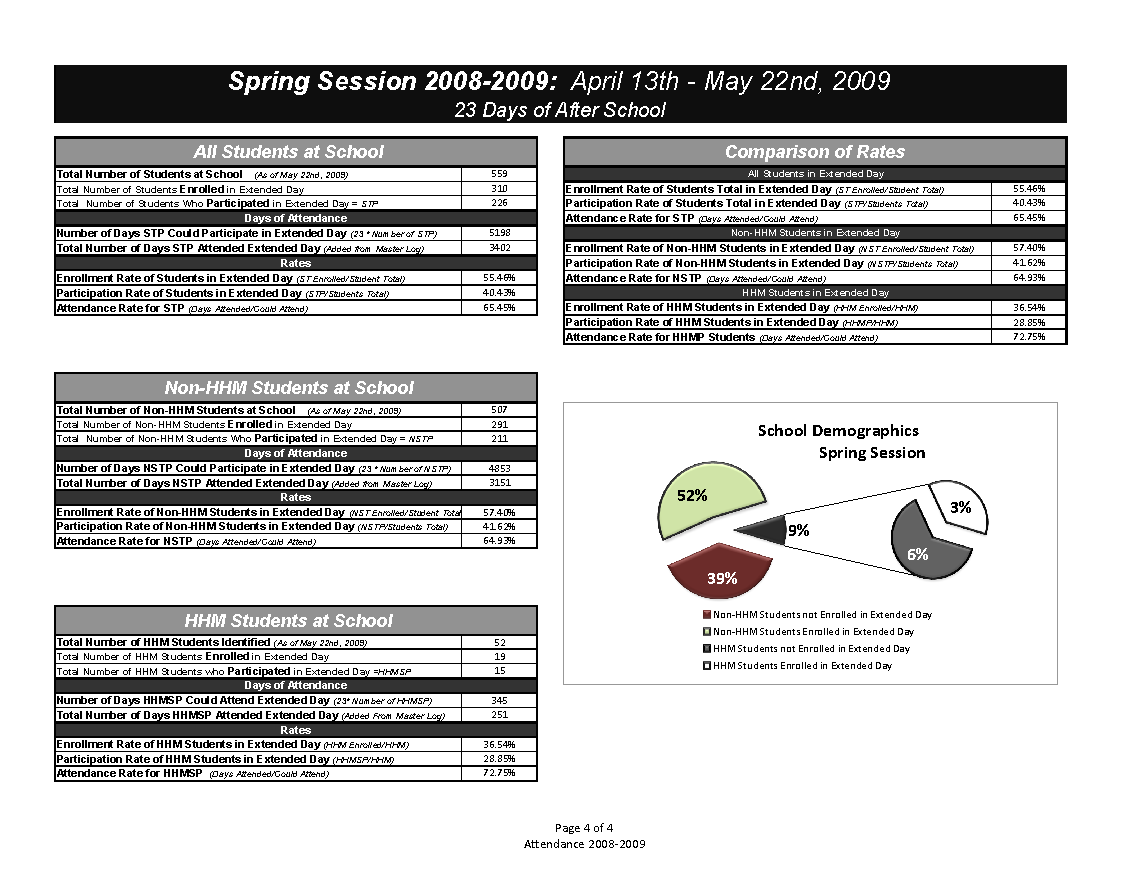 Spring Session 2008-2009: April 13th - May 22nd, 2009
23 Days of After School
All Students at School
Total Number of Students at School (As of May 22nd, 2009) 559
Total Number of Students Enrolled in Extended Day 310
Total Number of Students Who Participated in Extended Day = STP 226
Days of Attendance
Number of Days STP Could Participate in Extended Day (23 * Number of STP) 5198
Total Number of Days STP Attended Extended Day (Added from Master Log) 3402
Rates
Enrollment Rate of Students in Extended Day (ST Enrolled/Student Total) 55.46%
Participation Rate of Students in Extended Day (STP/Students Total) 40.43%
Attendance Rate for STP (Days Attended/Could Attend) 65.45%
Non-HHM Students at School
Total Number of Non-HHM Students at School (As of May 22nd, 2009) 507
Total Number of Non-HHM Students Enrolled in Extended Day 291
Total Number of Non-HHM Students Who Participated in Extended Day = NSTP 211
Days of Attendance
Number of Days NSTP Could Participate in Extended Day (23 * Number of NSTP) 4853
Total Number of Days NSTP Attended Extended Day (Added from Master Log) 3151
Rates
Enrollment Rate of Non-HHM Students in Extended Day (NST Enrolled/Student Total 57.40%
Participation Rate of Non-HHM Students in Extended Day (NSTP/Students Total) 41.62%
Attendance Rate for NSTP (Days Attended/Could Attend) 64.93%
HHM Students at School
Total Number of HHM Students Identified (As of May 22nd, 2009) 52
Total Number of HHM Students Enrolled in Extended Day 19
Total Number of HHM Students who Participated in Extended Day =HHMSP 15
Days of Attendance
Number of Days HHMSP Could Attend Extended Day (23* Number of HHMSP) 345
Total Number of Days HHMSP Attended Extended Day (Added From Master Log) 251
Rates
Enrollment Rate of HHM Students in Extended Day (HHM Enrolled/HHM) 36.54%
Participation Rate of HHM Students in Extended Day (HHMSP/HHM) 28.85%
Attendance Rate for HHMSP (Days Attended/Could Attend) 72.75%
Comparison of Rates
All Students in Extended Day
Enrollment Rate of Students Total in Extended Day (ST Enrolled/Student Total) 55.46%
Participation Rate of Students Total in Extended Day (STP/Students Total) 40.43%
Attendance Rate for STP (Days Attended/Could Attend) 65.45%
Non-HHM Students in Extended Day
Enrollment Rate of Non-HHM Students in Extended Day (NST Enrolled/Student Total) 57.40%
Participation Rate of Non-HHM Students in Extended Day (NSTP/Students Total) 41.62%
Attendance Rate for NSTP (Days Attended/Could Attend) 64.93%
HHM Students in Extended Day
Enrollment Rate of HHM Students in Extended Day (HHM Enrolled/HHM) 36.54%
Participation Rate of HHM Students in Extended Day (HHMP/HHM) 28.85%
Attendance Rate for HHMP Students (Days Attended/Could Attend) 72.75%
School Demographics
Spring Session
52%
9%
39%
3%
6%
Non-HHM Students not Enrolled in Extended Day
Non-HHM Students Enrolled in Extended Day
HHM Students not Enrolled in Extended Day
HHM Students Enrolled in Extended Day
Page 4 of 4
Attendance 2008-2009